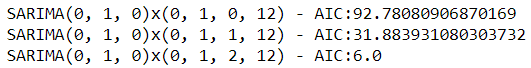 SARIMA(0, 1, 0)x(0, 1, 0, 12) - AIC:92.78080906870169
SARIMA(0, 1, 0)x(0, 1, 1, 12) - AIC:31.883931080303732
SARIMA(0, 1, 0)x(0, 1, 2, 12) - AIC:6.0